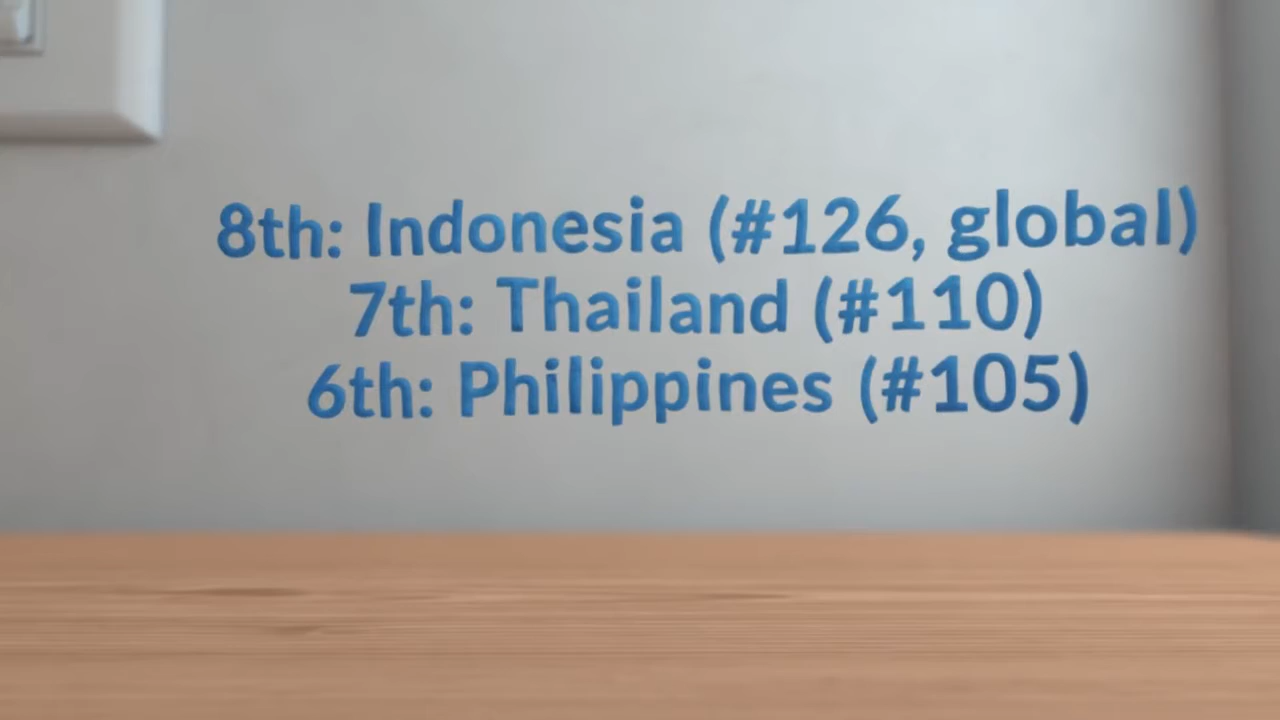 8th: Indonesia (#126, global)
7th: Thailand (#110)
6th: Philippines (#105)